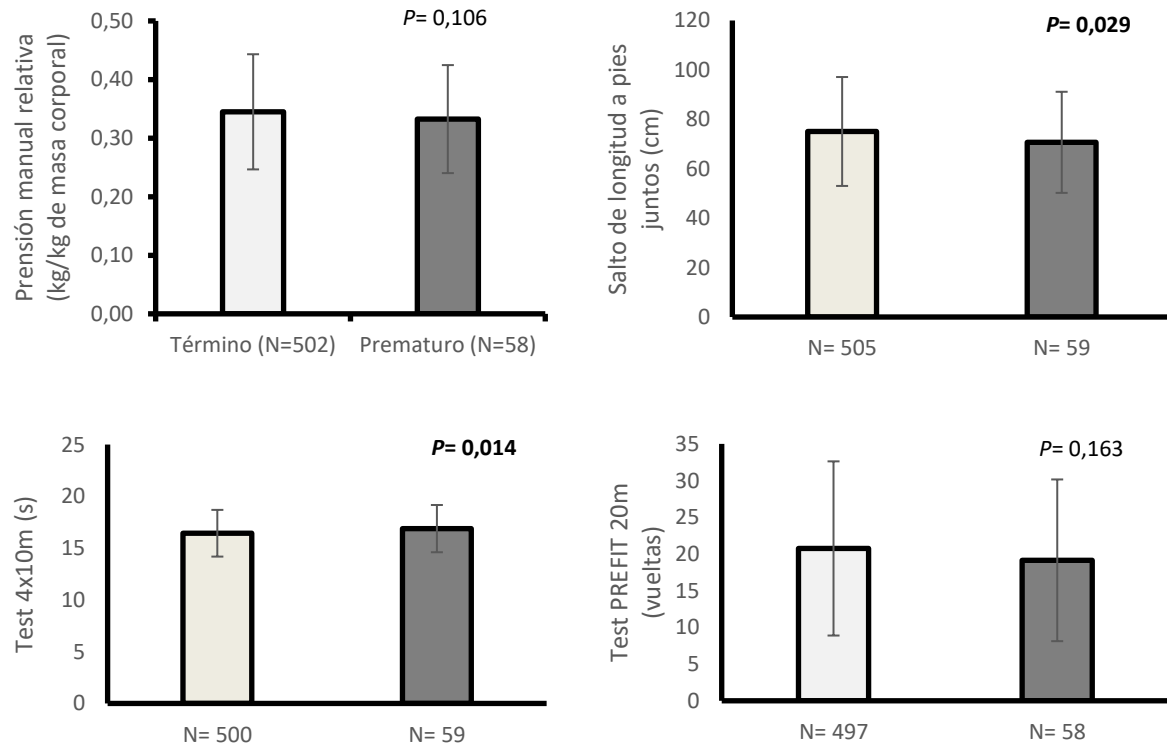 Prensión manual relativa
(kg/kg de masa corporal)
0,50
0,40
0,30
0,20
0,10
0,00
P= 0,106
Término (N=502) Prematuro (N=58)
Salto de longitud a pies
juntos (cm)
120
100
80
60
40
20
0
P= 0,029
N= 505 N= 59
Test 4x10m (s)
25
20
15
10
5
0
P= 0,014
N= 500 N= 59
Test PREFIT 20m
(vueltas)
35
30
25
20
15
10
5
0
P= 0,163
N= 497 N= 58